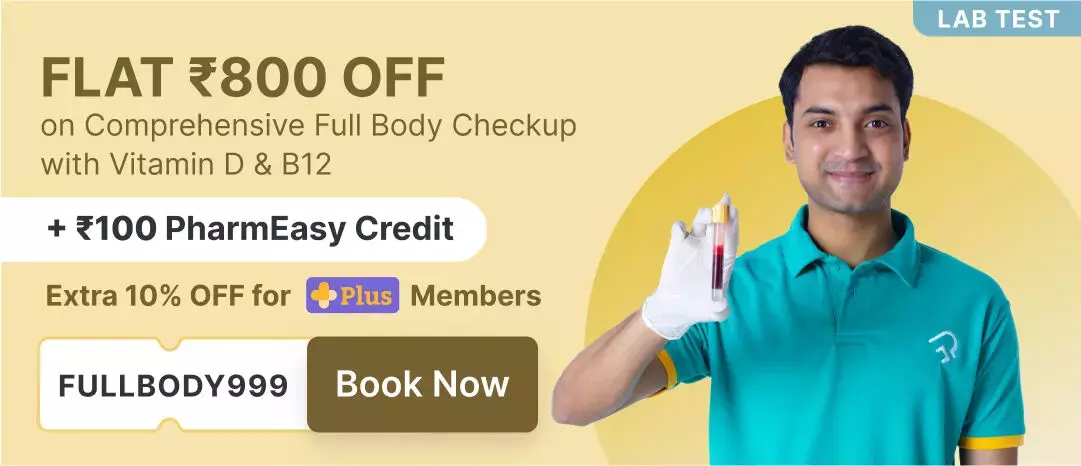 LAB TEST
FLAT ₹800 OFF
on Comprehensive Full Body Checkup
with Vitamin D & B12
+ ₹100 PharmEasy Credit
Extra 10% OFF for Plus Members
FULLBODY999
Book Now